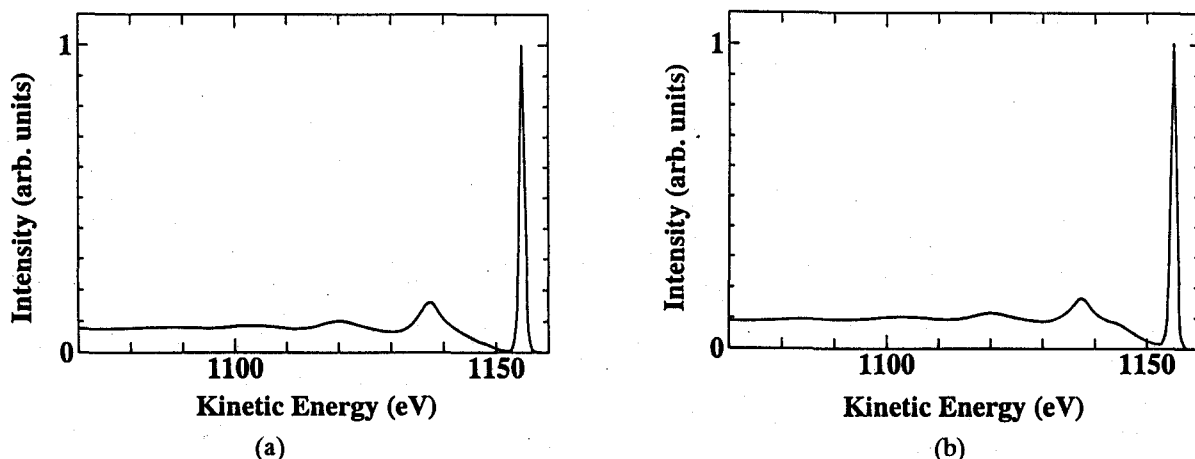 1
Intensity (arb. units)
0
1100
1150
Kinetic Energy (eV)
(a)
1
Intensity (arb. units)
0
1100
1150
Kinetic Energy (eV)
(b)